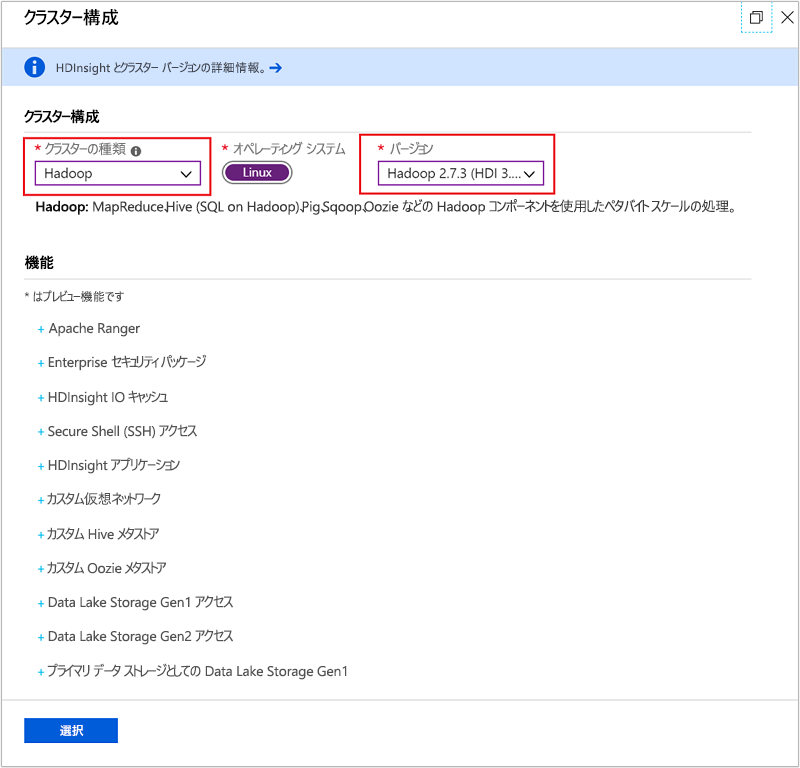 クラスター構成
HDInsight とクラスター バージョンの詳細情報。
クラスター構成
* クラスターの種類 * オペレーティング システム * バージョン
Hadoop Linux Hadoop 2.7.3 (HDI 3....
Hadoop: MapReduce、Hive (SQL on Hadoop)、Pig、Sqoop、Oozie などの Hadoop コンポーネントを使用したペタバイト スケールの処理。
機能
* はプレビュー機能です
+ Apache Ranger
+ Enterprise セキュリティ パッケージ
+ HDInsight IO キャッシュ
+ Secure Shell (SSH) アクセス
+ HDInsight アプリケーション
+ カスタム仮想ネットワーク
+ カスタム Hive メタストア
+ カスタム Oozie メタストア
+ Data Lake Storage Gen1 アクセス
+ Data Lake Storage Gen2 アクセス
+ プライマリ データ ストレージとしての Data Lake Storage Gen1
選択